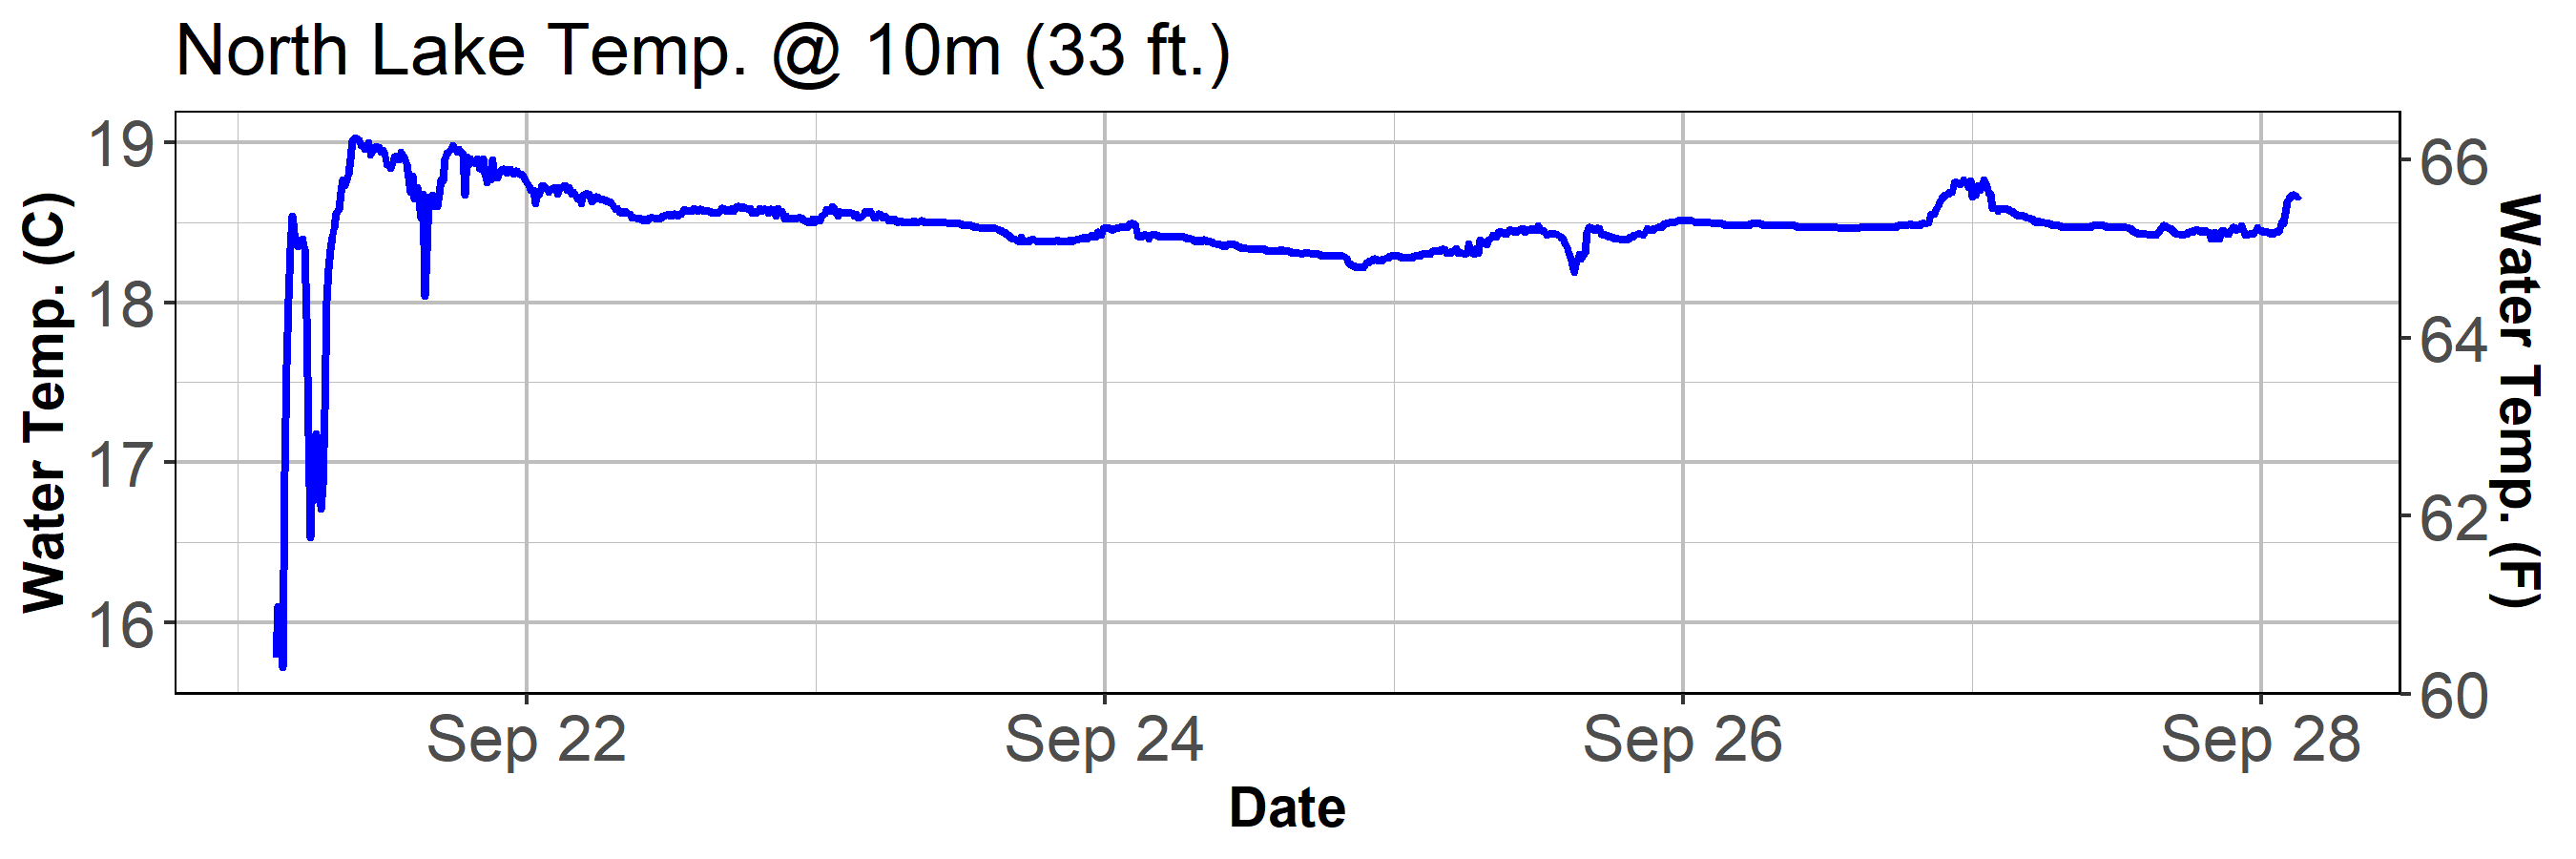 North Lake Temp. @ 10m (33 ft.)
Water Temp. (C)
19
18
17
16
66
64
62
60
Water Temp. (F)
Sep 22
Sep 24
Sep 26
Sep 28
Date